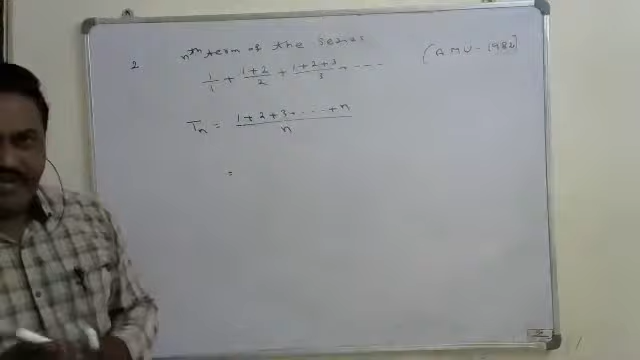 2 nth term of the series (AMU - 1982)
1/1 + 1+2/2 + 1+2+3/3 + ----
Tn = 1+2+3+ ---- +n / n
=